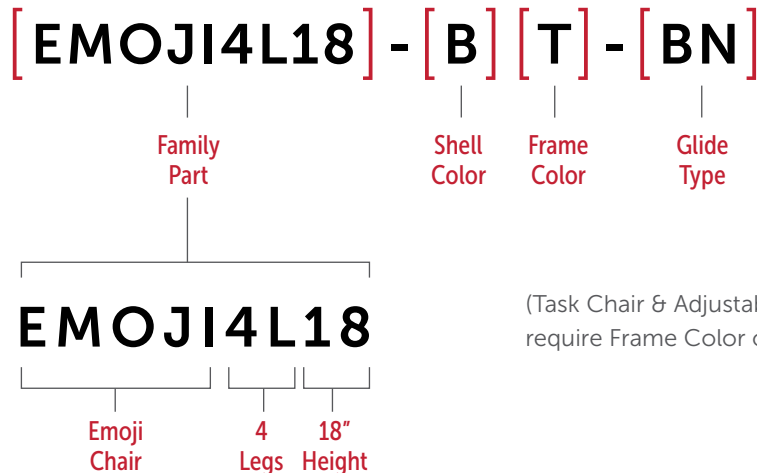 [EMOJI4L18]-[B][T]-[BN]
Family Part
Shell Color
Frame Color
Glide Type
EMOJI4L18
(Task Chair & 
require Frame Color
Emoji Chair
4 Legs
18" Height